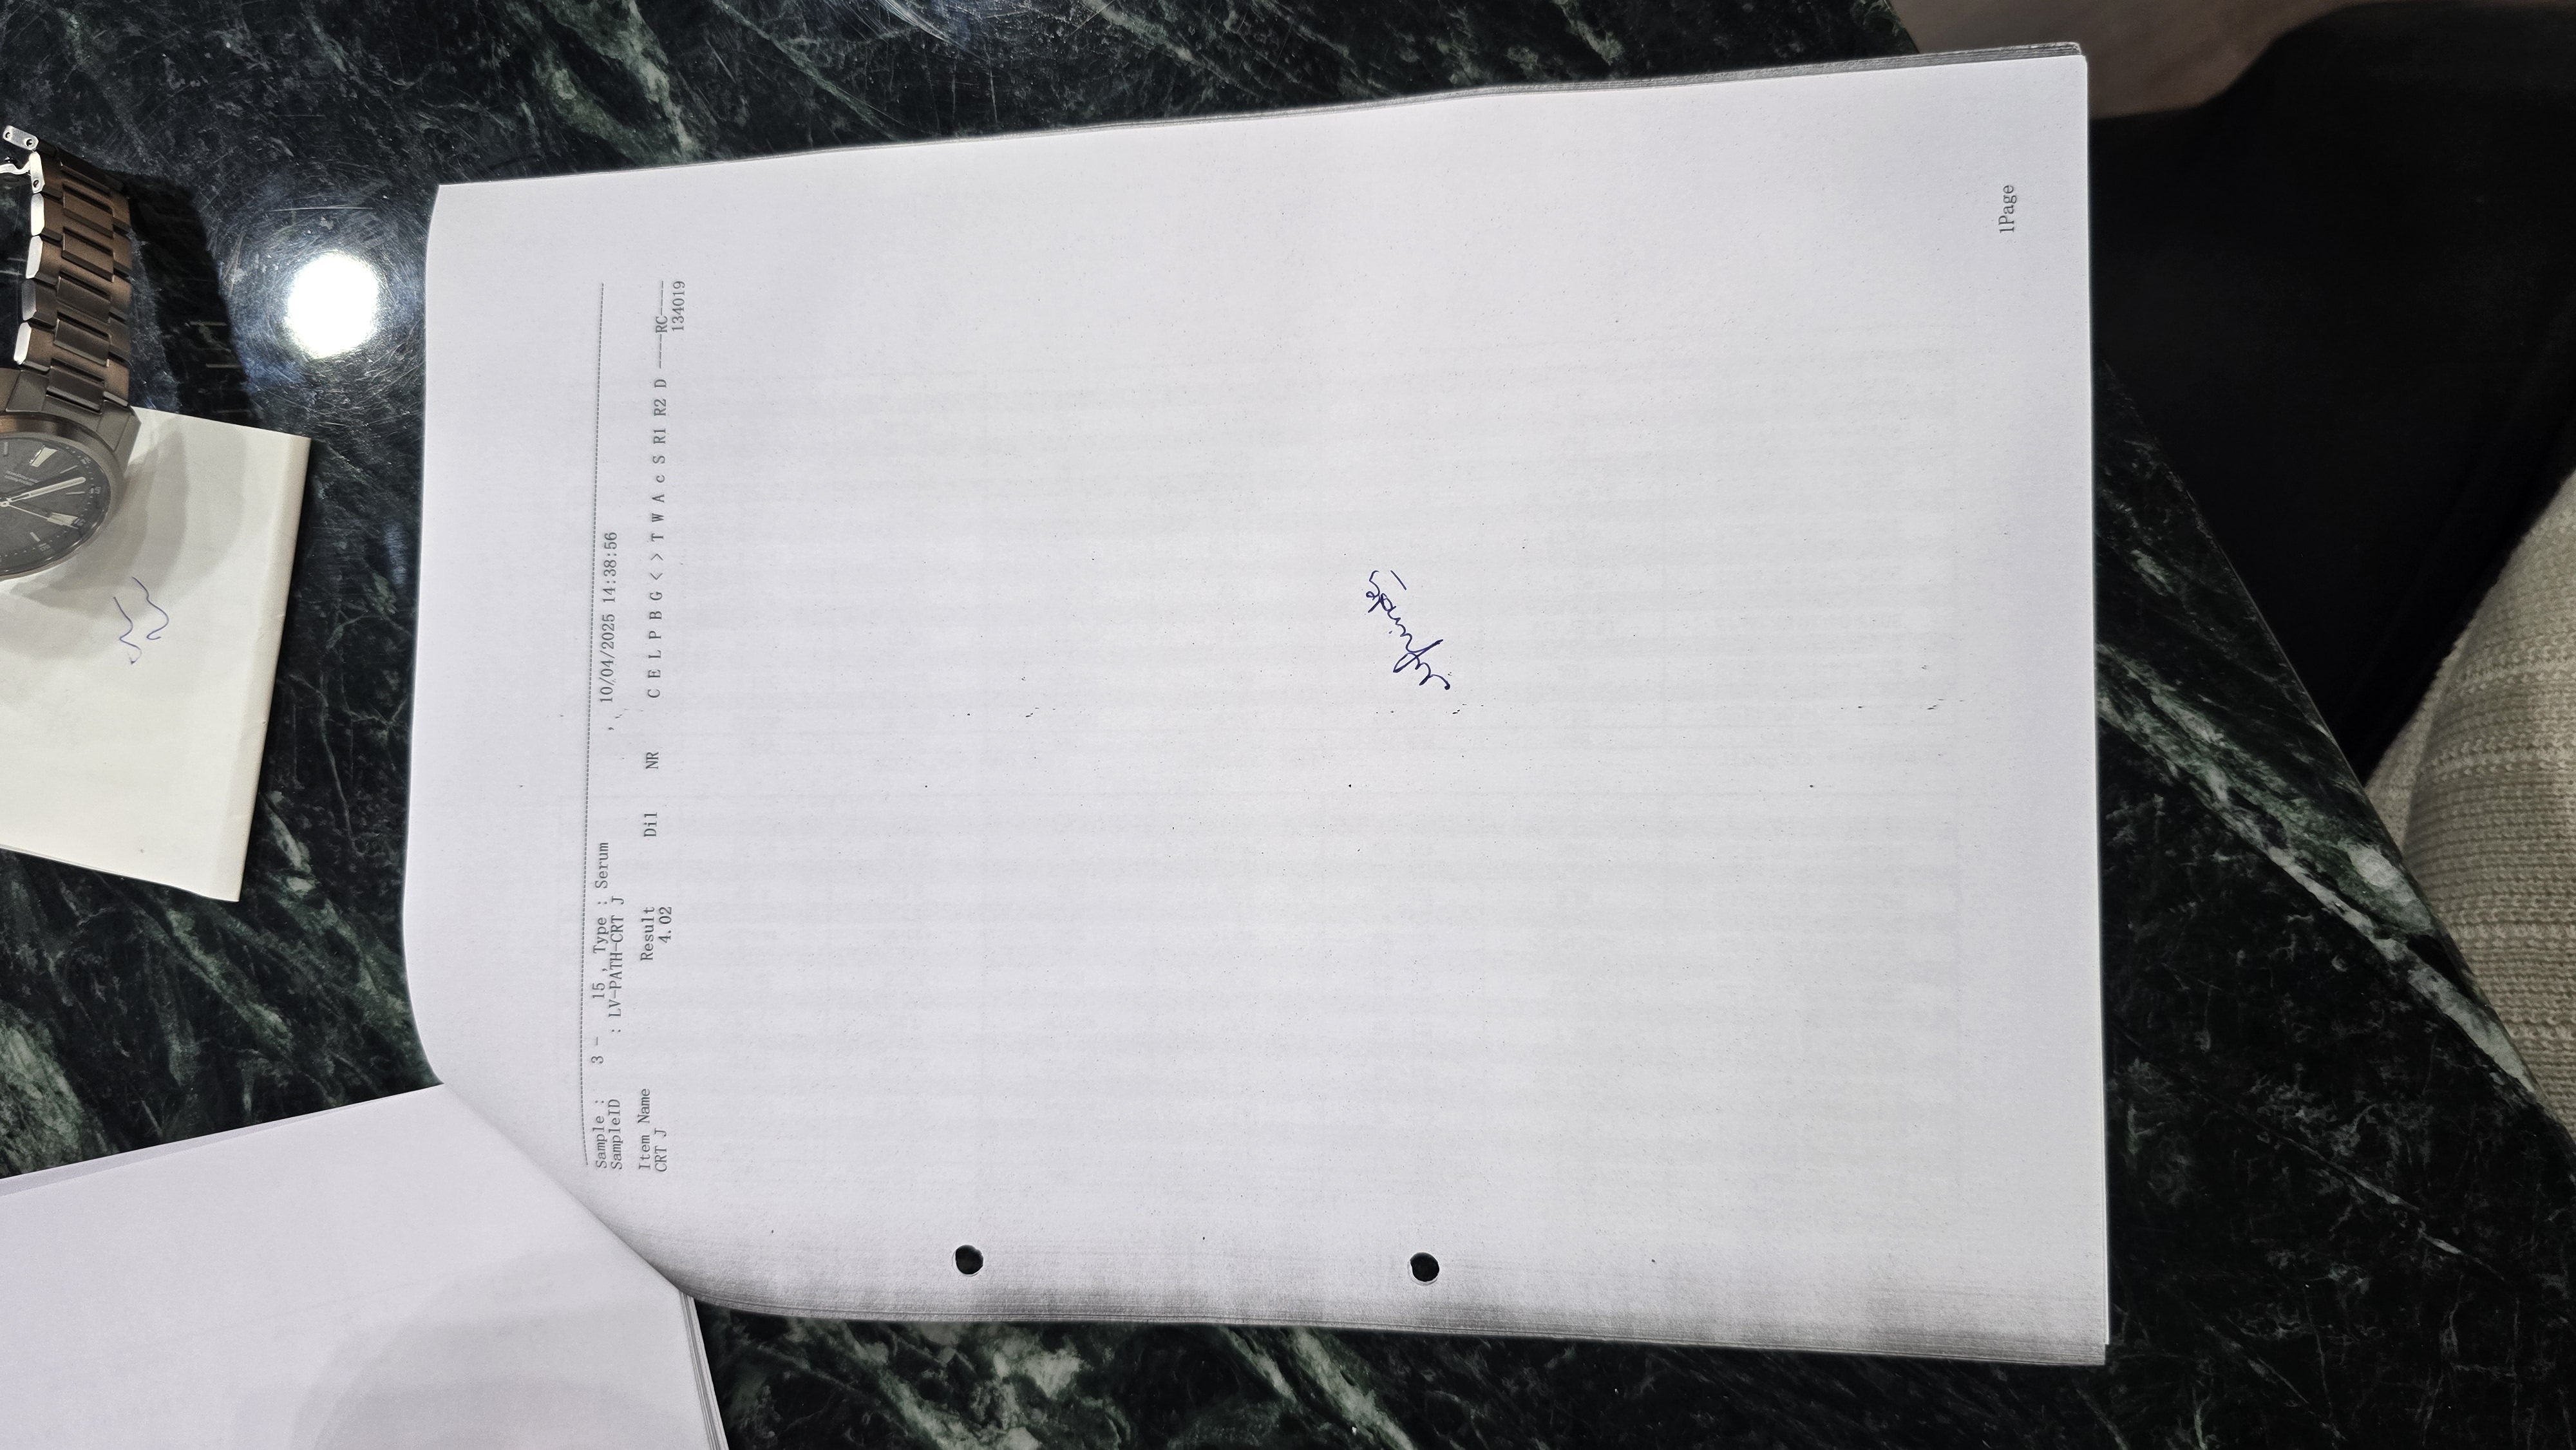 Sample : 3 - 15, Type : Serum , 10/04/2025 14:38:56
SampleID : LV-PATH-CRT J
Item Name Result Dil NR C E L P B G < > T W A c S R1 R2 D ----RC----
CRT J 4.02 134019
1Page